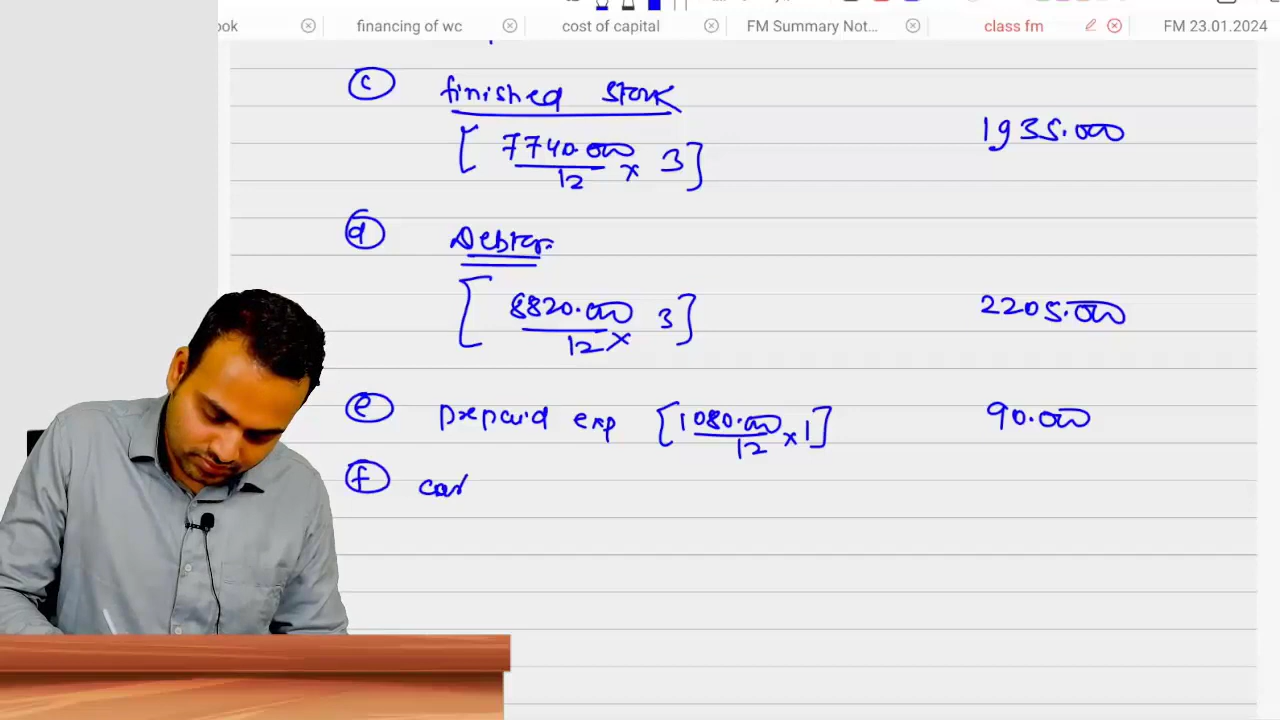 ook financing of wc cost of capital FM Summary Not... class fm FM 23.01.2024
c finished stock
[ 7740.000 / 12 x 3 ] 1935.000
d Debtor
[ 8820.000 / 12 x 3 ] 2205.000
e prepaid exp [ 1080.000 / 12 x 1 ] 90.000
f